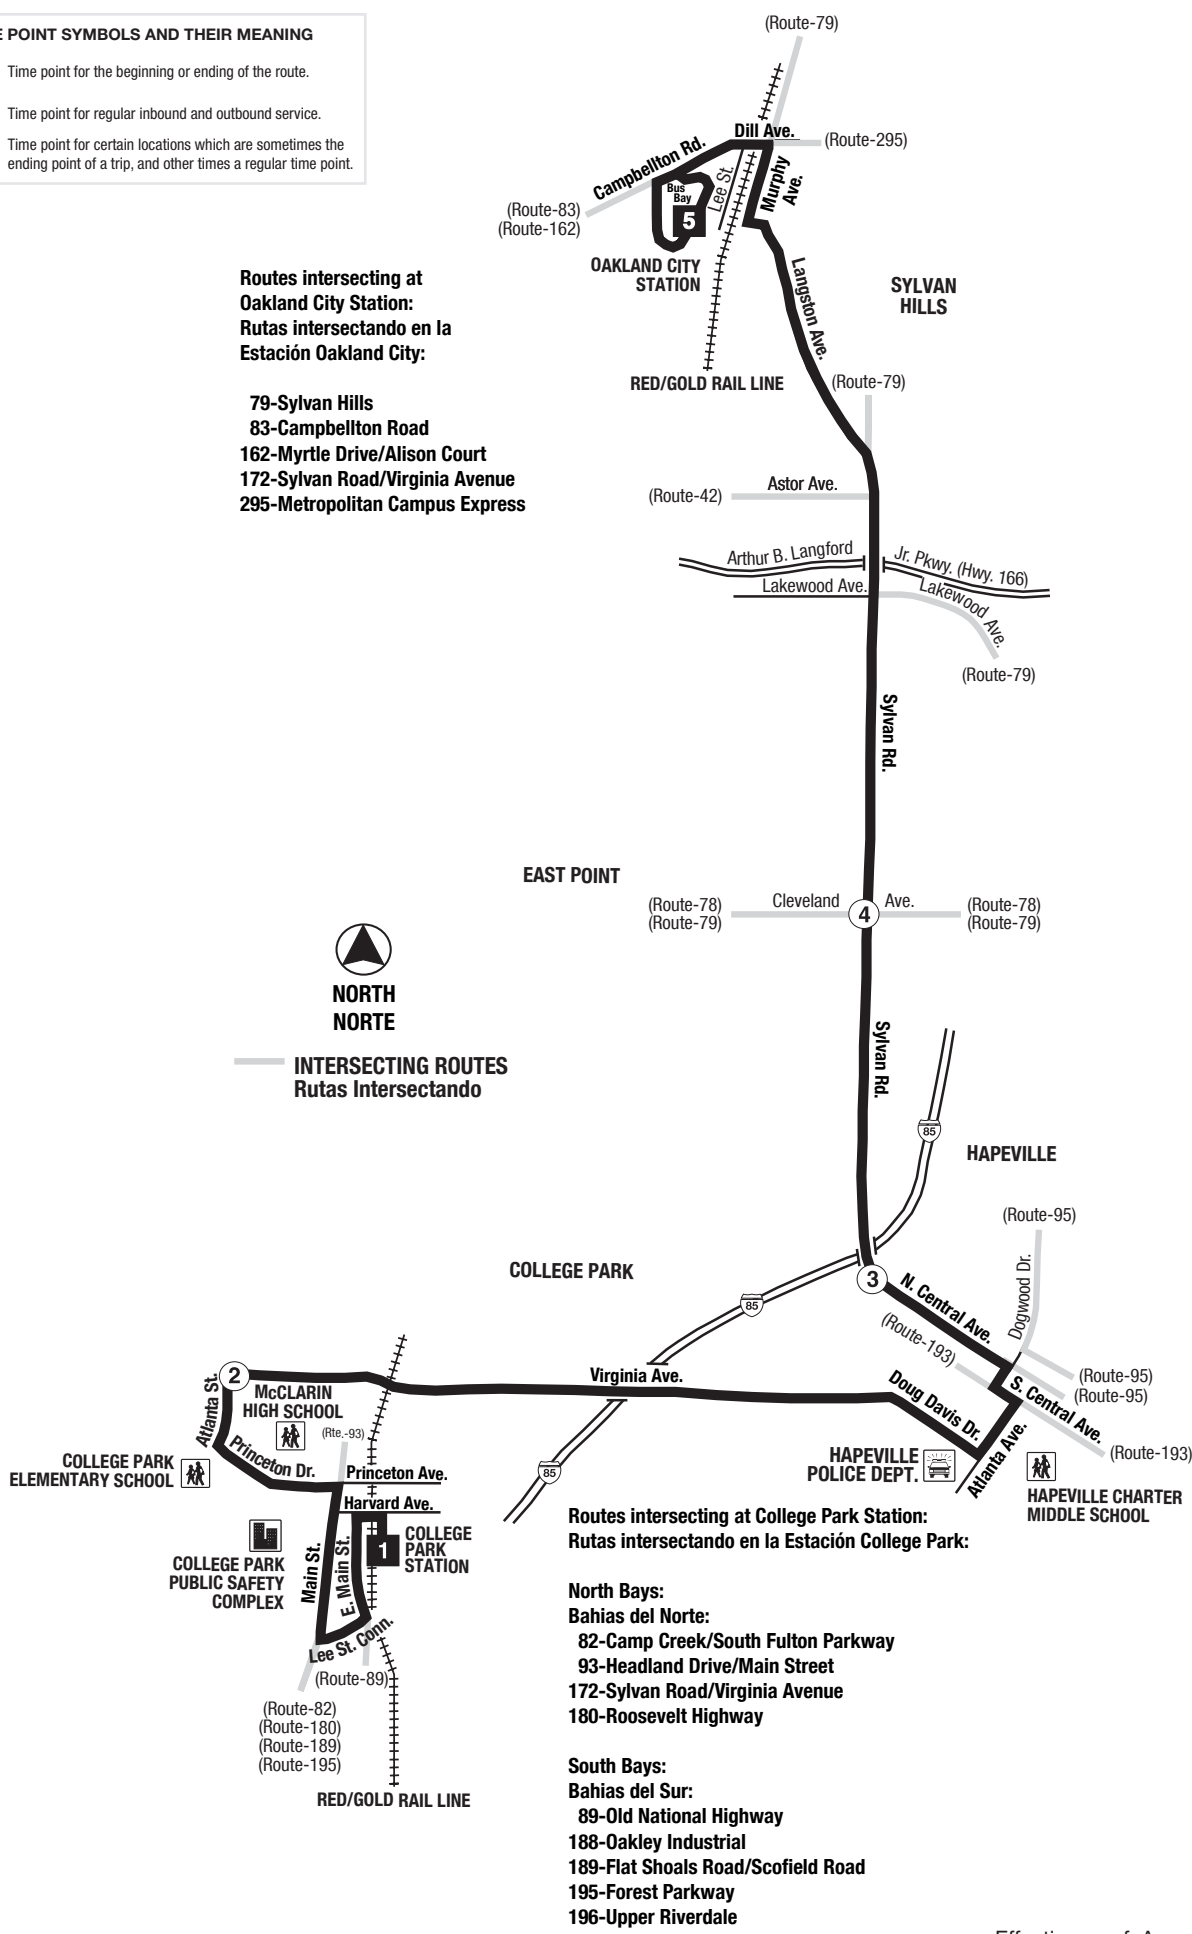 POINT SYMBOLS AND THEIR MEANING
Time point for the beginning or ending of the route.
Time point for regular inbound and outbound service.
Time point for certain locations which are sometimes the
ending point of a trip, and other times a regular time point.
(Route-79)
Dill Ave.
(Route-295)
Campbellton Rd.
Lee St.
Murphy
Ave.
Bus
Bay
5
(Route-83)
(Route-162)
OAKLAND CITY
STATION
Langston Ave.
SYLVAN
HILLS
Routes intersecting at
Oakland City Station:
Rutas intersectando en la
Estación Oakland City:
79-Sylvan Hills
83-Campbellton Road
162-Myrtle Drive/Alison Court
172-Sylvan Road/Virginia Avenue
295-Metropolitan Campus Express
RED/GOLD RAIL LINE
(Route-79)
Astor Ave.
(Route-42)
Arthur B. Langford
Jr. Pkwy. (Hwy. 166)
Lakewood Ave.
Lakewood Ave.
(Route-79)
Sylvan Rd.
EAST POINT
(Route-78)
(Route-79)
Cleveland
4
Ave.
(Route-78)
(Route-79)
NORTH
NORTE
INTERSECTING ROUTES
Rutas Intersectando
Sylvan Rd.
85
HAPEVILLE
(Route-95)
COLLEGE PARK
3
N. Central Ave.
Dogwood Dr.
85
(Route-193)
(Route-95)
(Route-95)
S. Central Ave.
(Route-193)
Virginia Ave.
Doug Davis Dr.
Atlanta Ave.
HAPEVILLE
POLICE DEPT.
HAPEVILLE CHARTER
MIDDLE SCHOOL
2
Atlanta St.
McCLARIN
HIGH SCHOOL
(Rte.-93)
COLLEGE PARK
ELEMENTARY SCHOOL
Princeton Dr.
Princeton Ave.
85
Harvard Ave.
COLLEGE
PARK
STATION
1
COLLEGE PARK
PUBLIC SAFETY
COMPLEX
Main St.
E. Main St.
Lee St. Conn.
(Route-89)
(Route-82)
(Route-180)
(Route-189)
(Route-195)
RED/GOLD RAIL LINE
Routes intersecting at College Park Station:
Rutas intersectando en la Estación College Park:
North Bays:
Bahias del Norte:
82-Camp Creek/South Fulton Parkway
93-Headland Drive/Main Street
172-Sylvan Road/Virginia Avenue
180-Roosevelt Highway
South Bays:
Bahias del Sur:
89-Old National Highway
188-Oakley Industrial
189-Flat Shoals Road/Scofield Road
195-Forest Parkway
196-Upper Riverdale